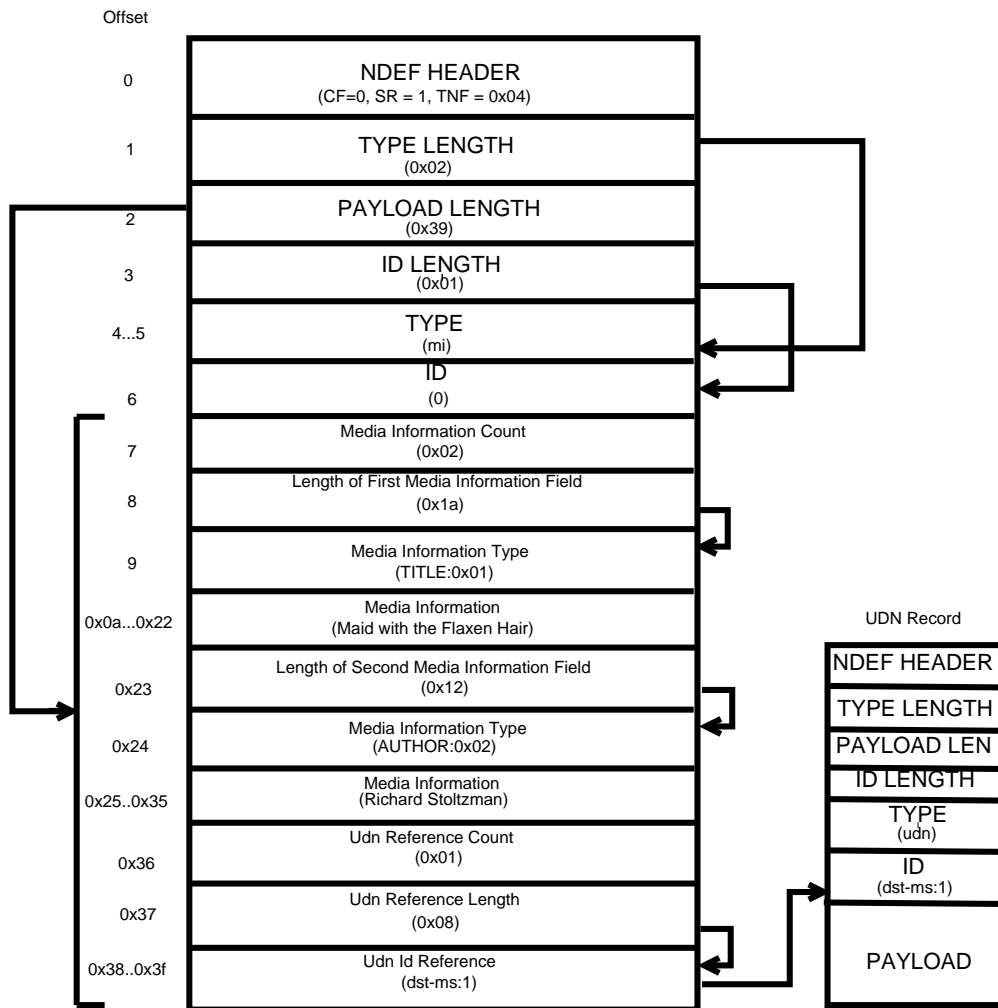 Offset
0
NDEF HEADER
(CF=0, SR = 1, TNF = 0x04)
1
TYPE LENGTH
(0x02)
2
PAYLOAD LENGTH
(0x39)
3
ID LENGTH
(0x01)
4...5
TYPE
(mi)
6
ID
(0)
7
Media Information Count
(0x02)
8
Length of First Media Information Field
(0x1a)
9
Media Information Type
(TITLE:0x01)
0x0a...0x22
Media Information
(Maid with the Flaxen Hair)
0x23
Length of Second Media Information Field
(0x12)
0x24
Media Information Type
(AUTHOR:0x02)
0x25..0x35
Media Information
(Richard Stoltzman)
0x36
Udn Reference Count
(0x01)
0x37
Udn Reference Length
(0x08)
0x38..0x3f
Udn Id Reference
(dst-ms:1)
UDN Record
NDEF HEADER
TYPE LENGTH
PAYLOAD LEN
ID LENGTH
TYPE
(udn)
ID
(dst-ms:1)
PAYLOAD